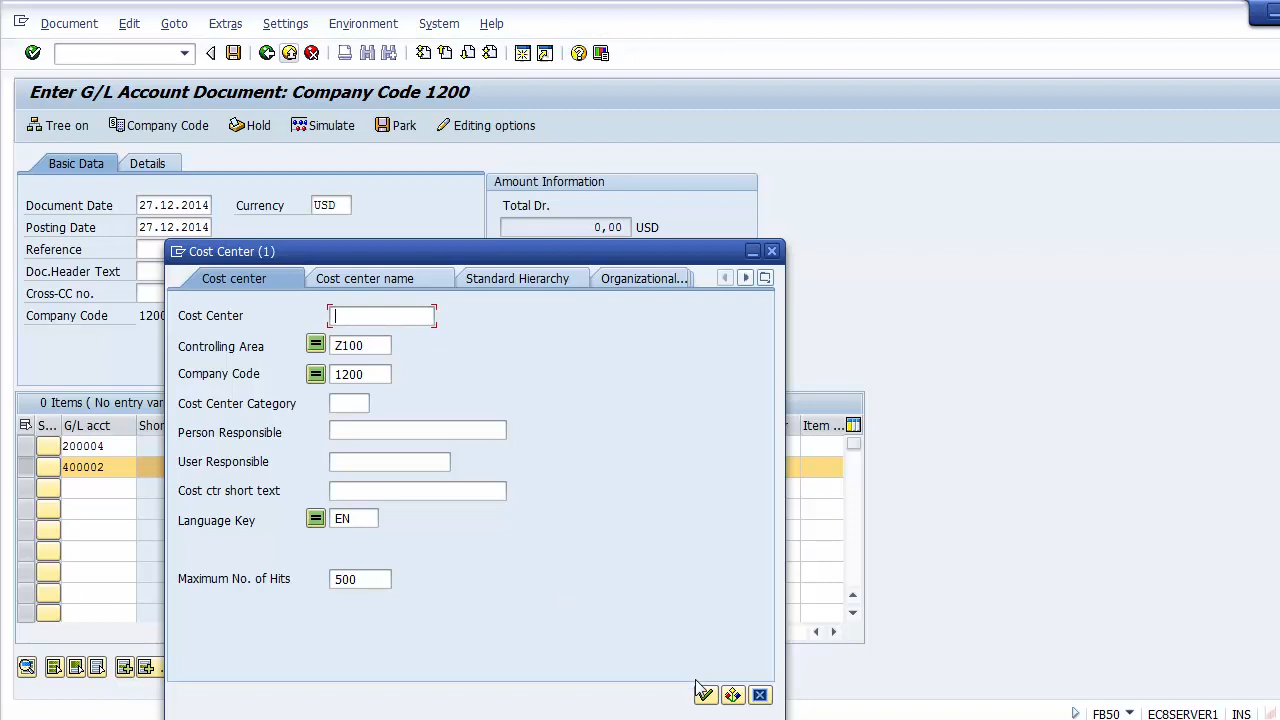 Document Edit Goto Extras Settings Environment System Help
Enter G/L Account Document: Company Code 1200
Tree on Company Code Hold Simulate Park Editing options
Basic Data Details
Amount Information
Document Date 27.12.2014 Currency USD
Total Dr.
Posting Date 27.12.2014
0,00 USD
Reference
Doc.Header Text
Cross-CC no.
Company Code 1200
Cost Center (1)
Cost center Cost center name Standard Hierarchy Organizational...
Cost Center
Controlling Area Z100
Company Code 1200
Cost Center Category
Person Responsible
User Responsible
Cost ctr short text
Language Key EN
Maximum No. of Hits 500
0 Items ( No entry var
S... G/L acct Shor
Item ...
200004
400002
FB50 EC8SERVER1 INS